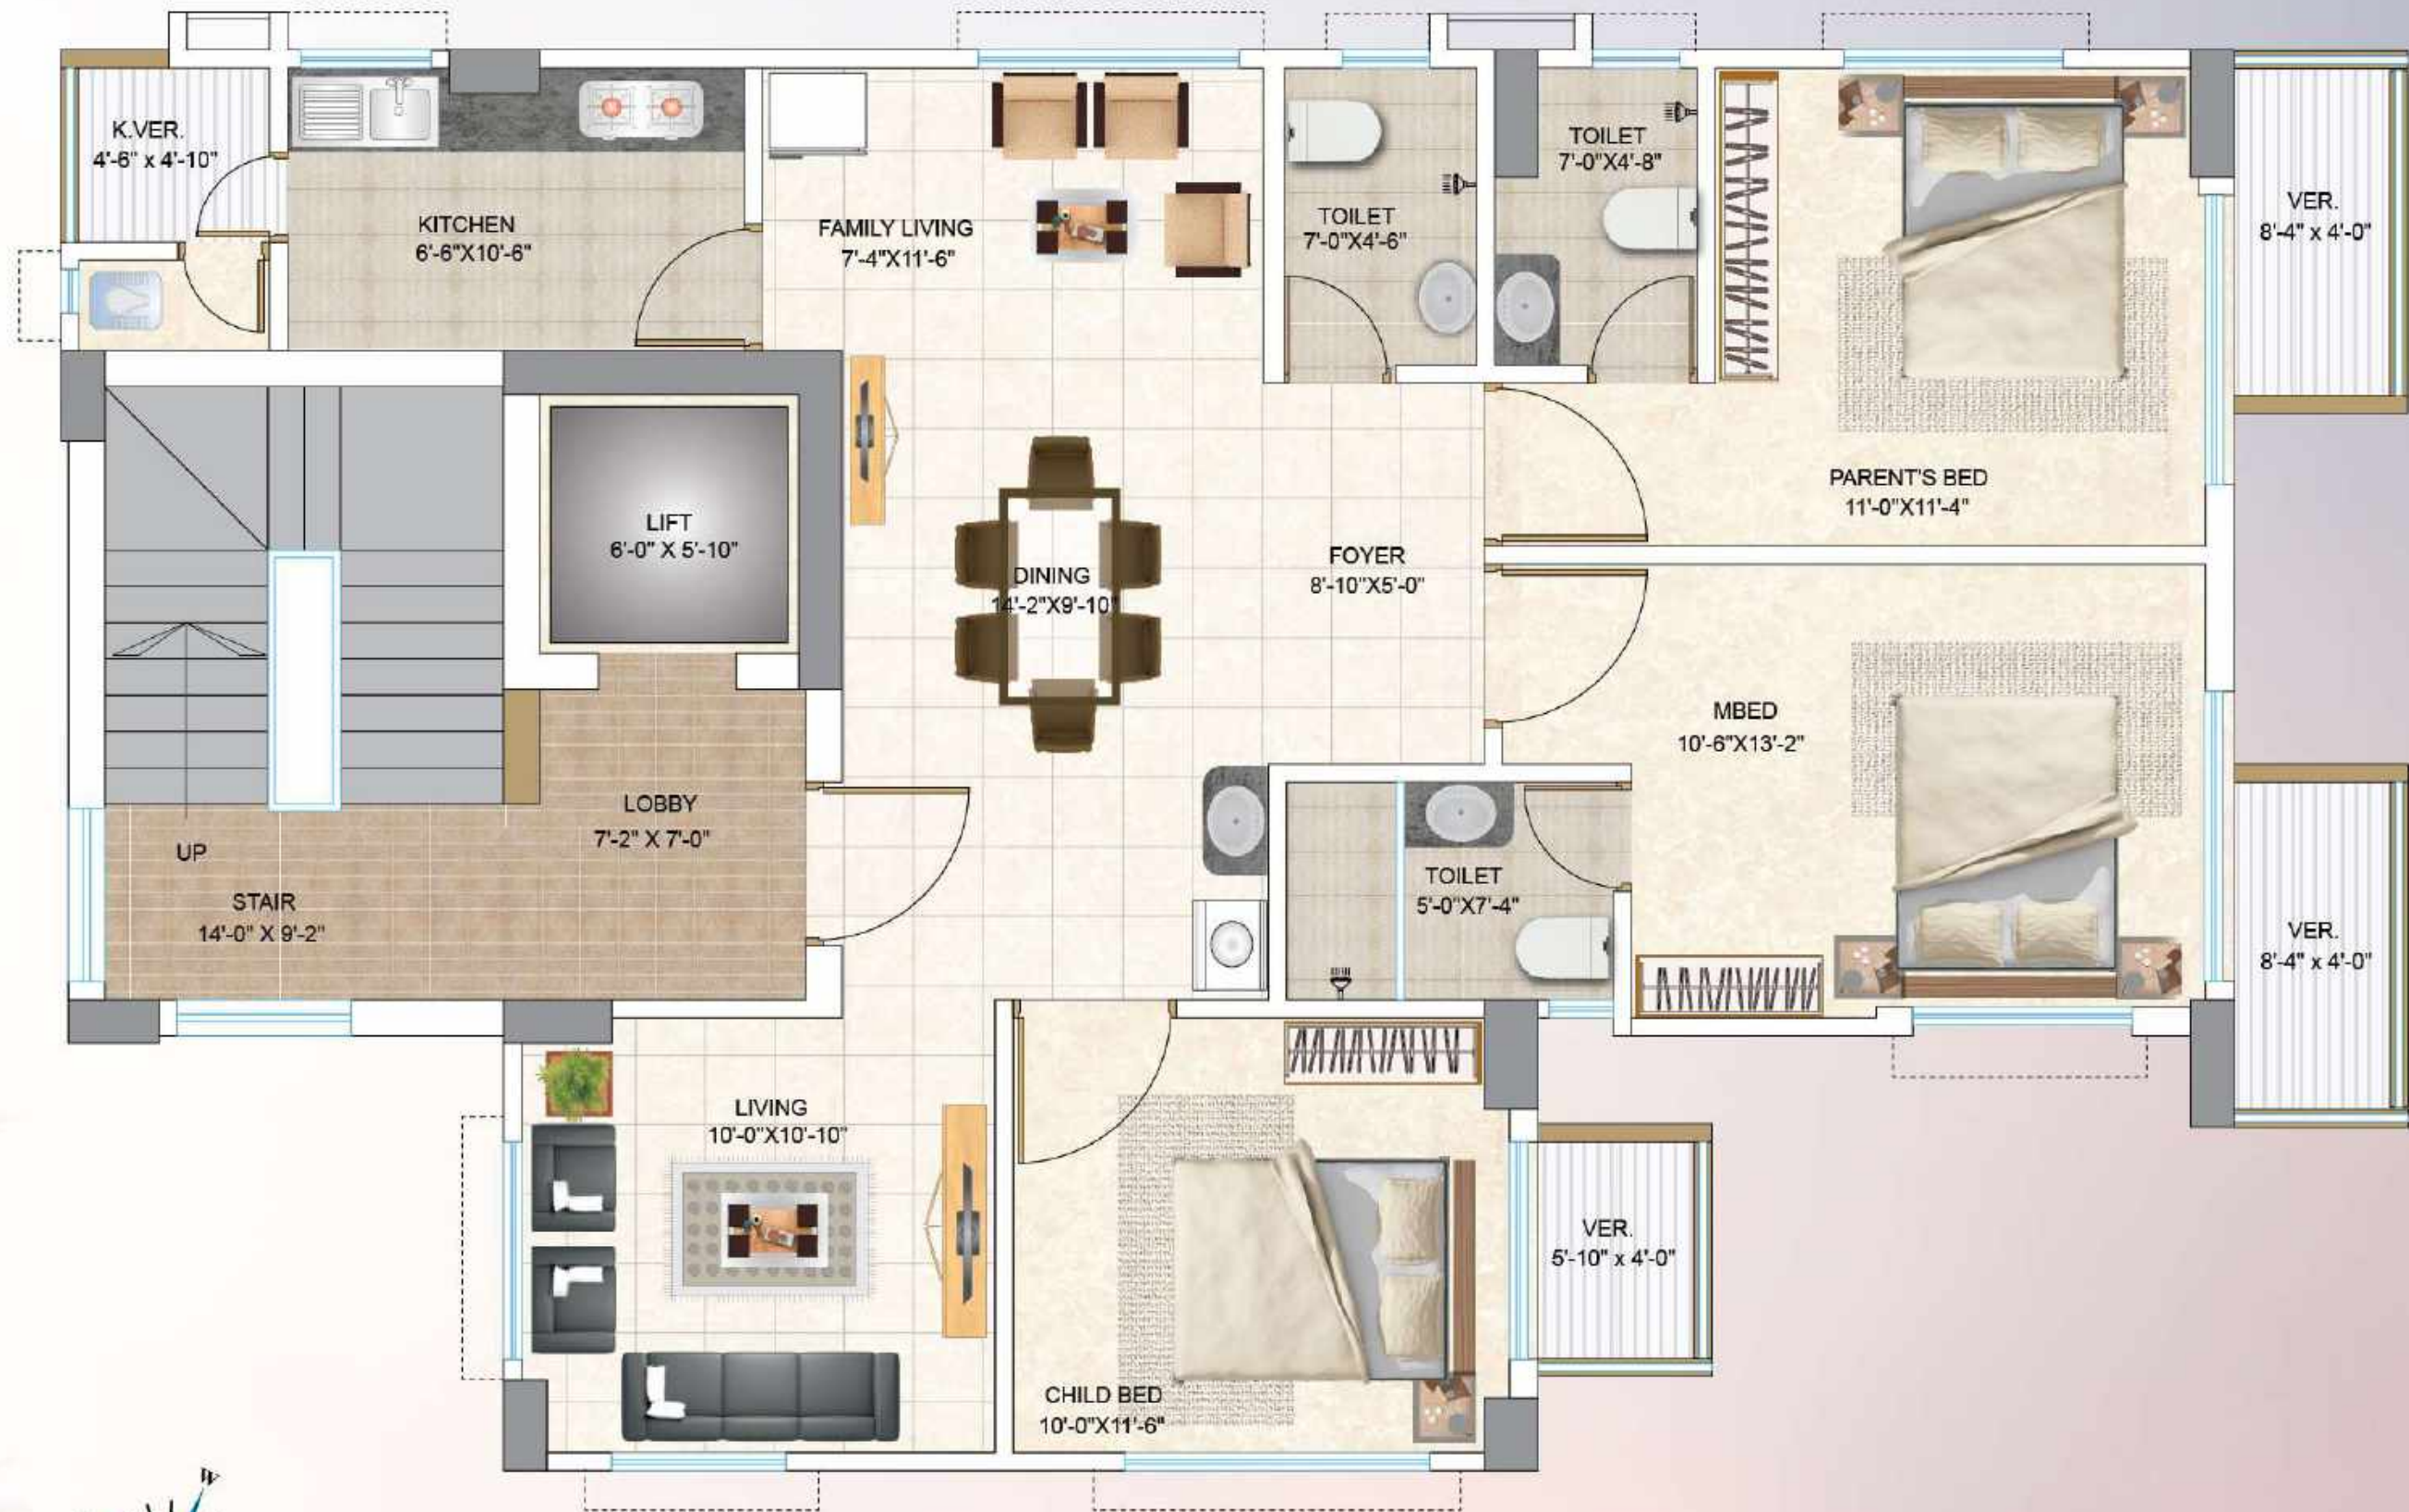 K.VER.
4'-6" x 4'-10"
KITCHEN
6'-6"X10'-6"
FAMILY LIVING
7'-4"X11'-6"
TOILET
7'-0"X4'-6"
TOILET
7'-0"X4'-8"
VER.
8'-4" x 4'-0"
PARENT'S BED
11'-0"X11'-4"
LIFT
6'-0" X 5'-10"
DINING
14'-2"X9'-10"
FOYER
8'-10"X5'-0"
MBED
10'-6"X13'-2"
LOBBY
7'-2" X 7'-0"
UP
STAIR
14'-0" X 9'-2"
TOILET
5'-0"X7'-4"
VER.
8'-4" x 4'-0"
LIVING
10'-0"X10'-10"
VER.
5'-10" x 4'-0"
CHILD BED
10'-0"X11'-6"